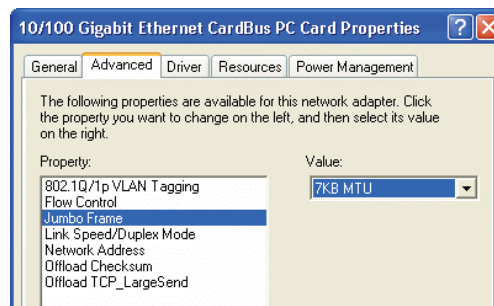 10/100 Gigabit Ethernet CardBus PC Card Properties
General Advanced Driver Resources Power Management
The following properties are available for this network adapter. Click
the property you want to change on the left, and then select its value
on the right.
Property: Value:
802.1Q/1p VLAN Tagging 7KB MTU
Flow Control
Jumbo Frame
Link Speed/Duplex Mode
Network Address
Offload Checksum
Offload TCP_LargeSend